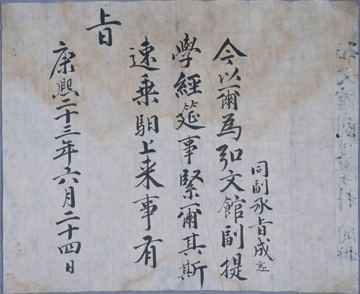 同副承旨成
今以爾為弘文館副提
學經筵事緊爾其斯
速乗馹上来事有
旨
康熙二十三年六月二十四日